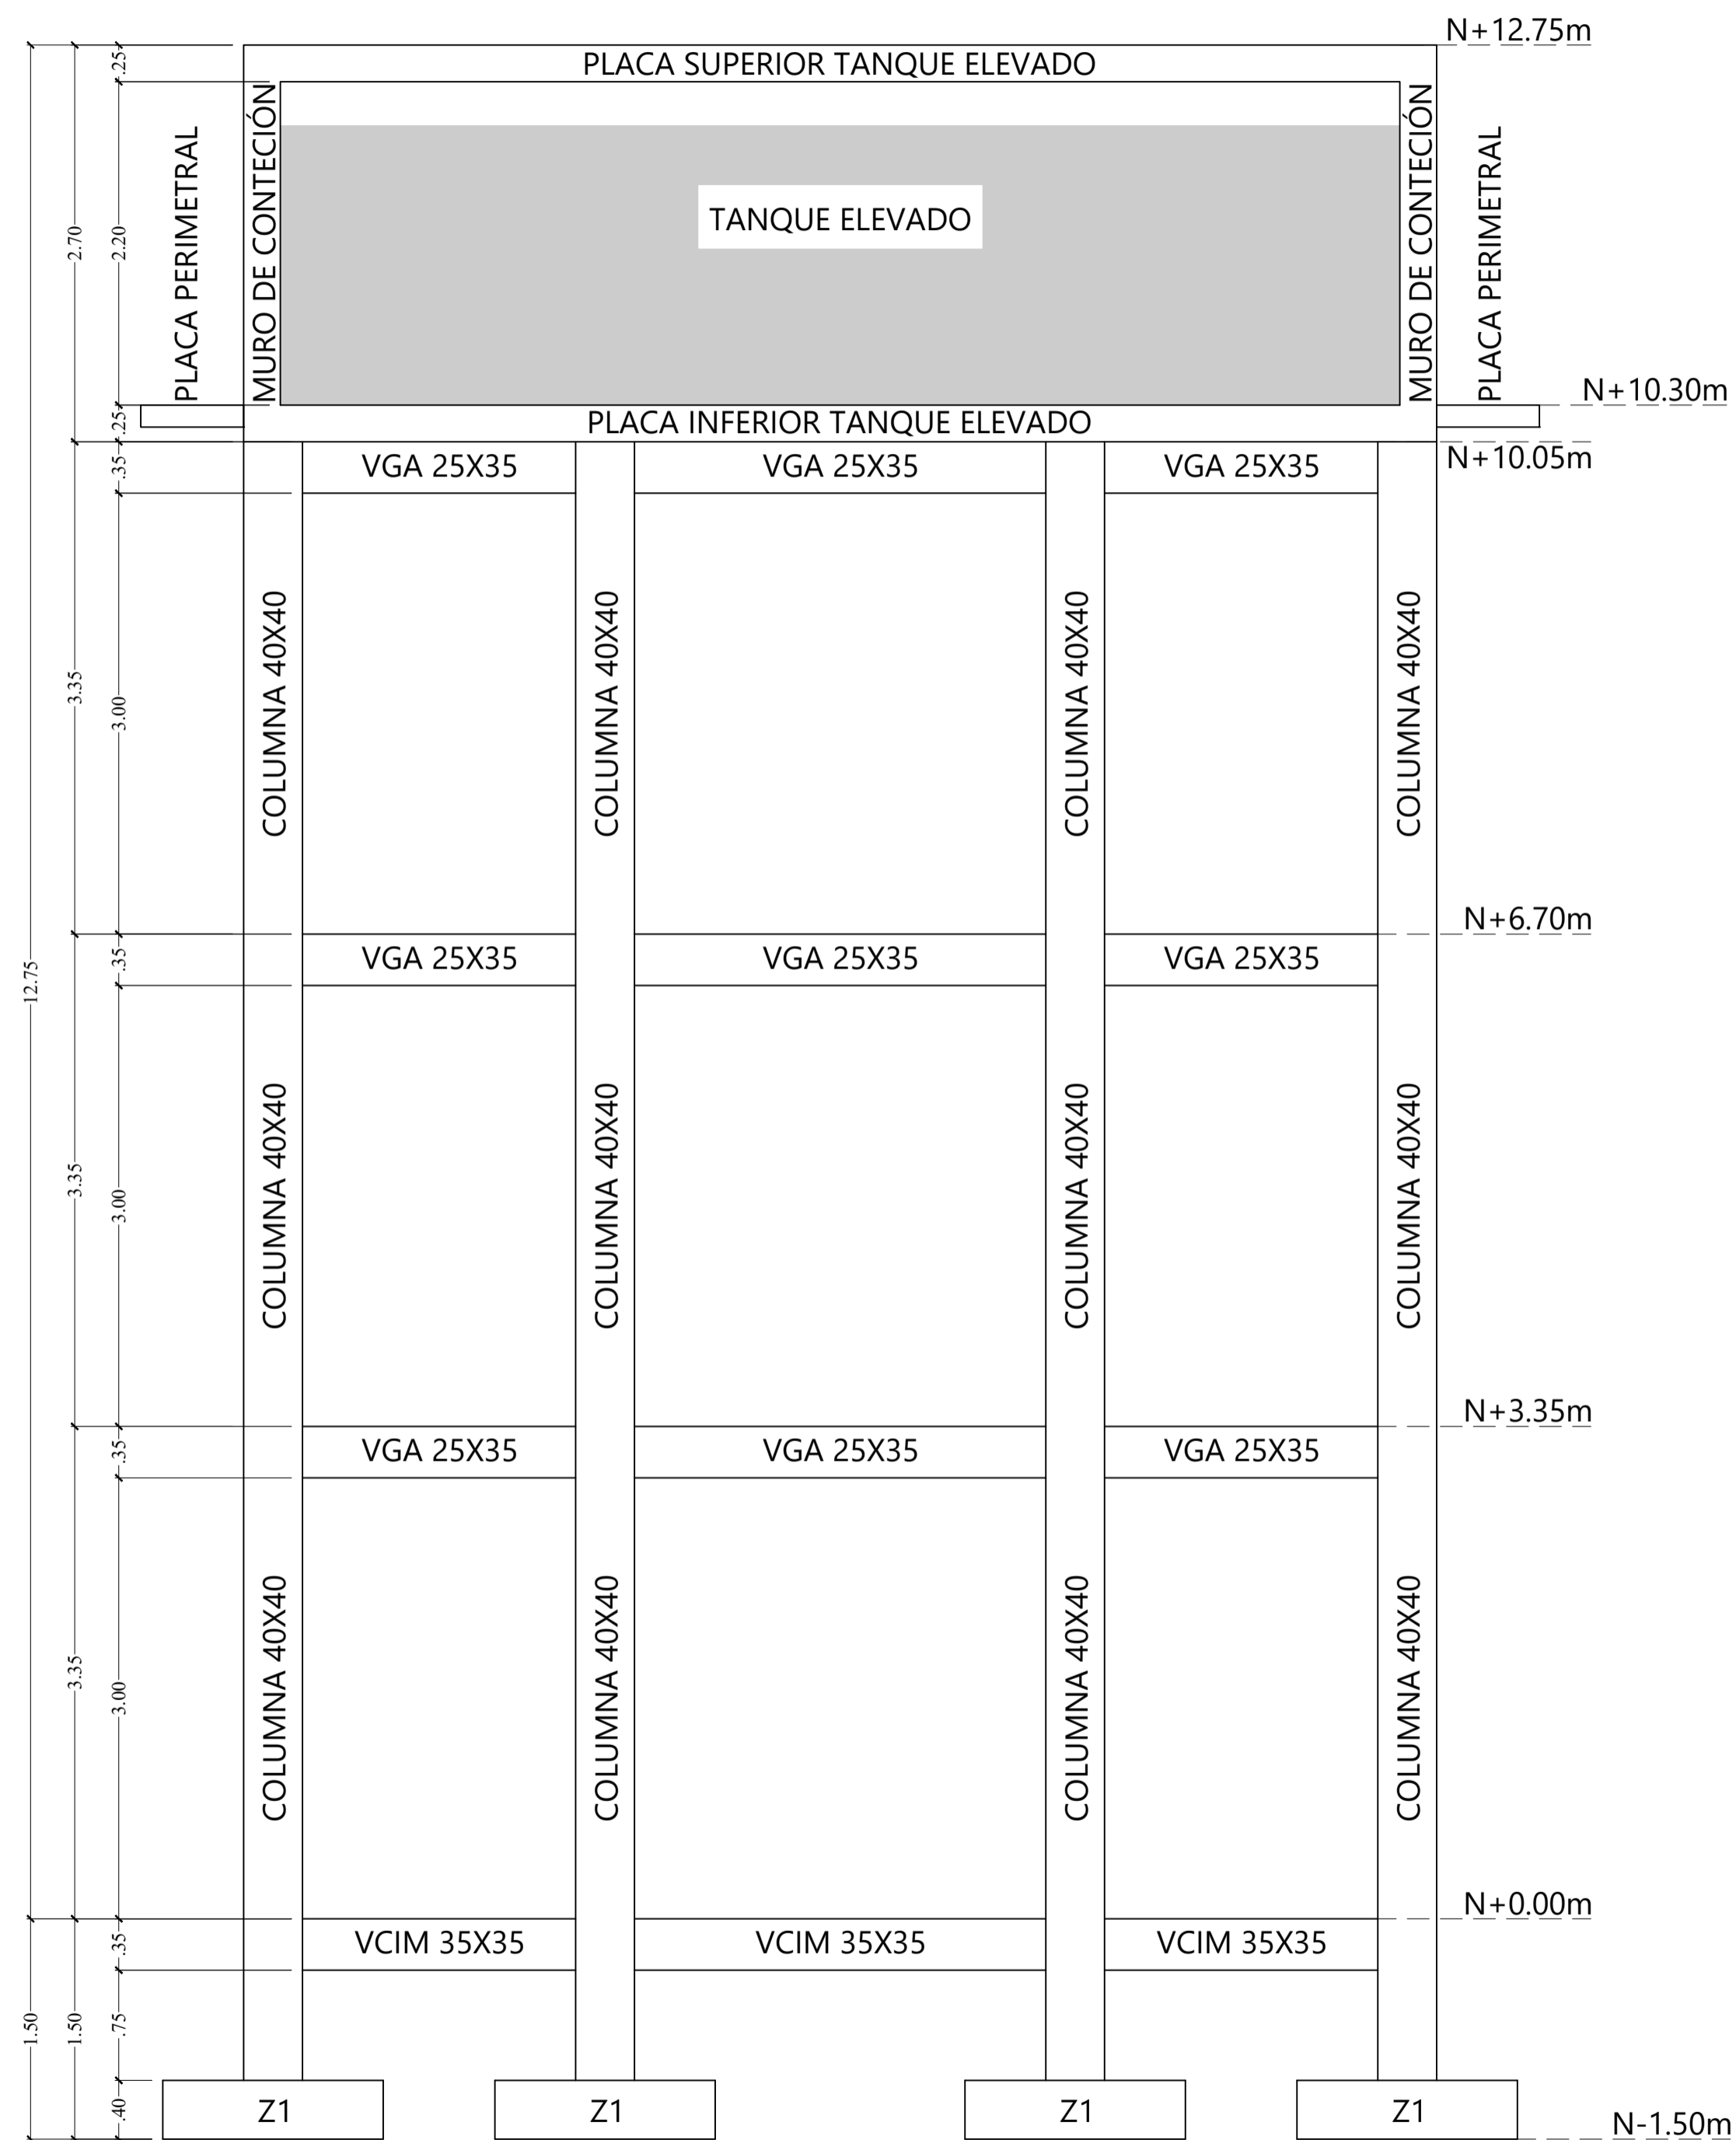 N+12.75m
.25
PLACA SUPERIOR TANQUE ELEVADO
PLACA PERIMETRAL
MURO DE CONTECIÓN
TANQUE ELEVADO
MURO DE CONTECIÓN
PLACA PERIMETRAL
2.70
2.20
N+10.30m
.25
PLACA INFERIOR TANQUE ELEVADO
N+10.05m
.35
VGA 25X35
VGA 25X35
VGA 25X35
COLUMNA 40X40
COLUMNA 40X40
COLUMNA 40X40
COLUMNA 40X40
3.35
3.00
N+6.70m
12.75
.35
VGA 25X35
VGA 25X35
VGA 25X35
COLUMNA 40X40
COLUMNA 40X40
COLUMNA 40X40
COLUMNA 40X40
3.35
3.00
N+3.35m
.35
VGA 25X35
VGA 25X35
VGA 25X35
COLUMNA 40X40
COLUMNA 40X40
COLUMNA 40X40
COLUMNA 40X40
3.35
3.00
N+0.00m
.35
VCIM 35X35
VCIM 35X35
VCIM 35X35
1.50
1.50
.75
.40
Z1
Z1
Z1
Z1
N-1.50m